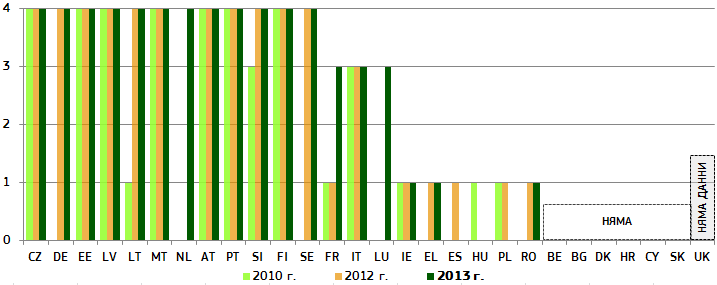 4
3
2
1
0
НЯМА
НЯМА ДАННИ
CZ DE EE LV LT MT NL AT PT SI FI SE FR IT LU IE EL ES HU PL RO BE BG DK HR CY SK UK
2010 г. 2012 г. 2013 г.